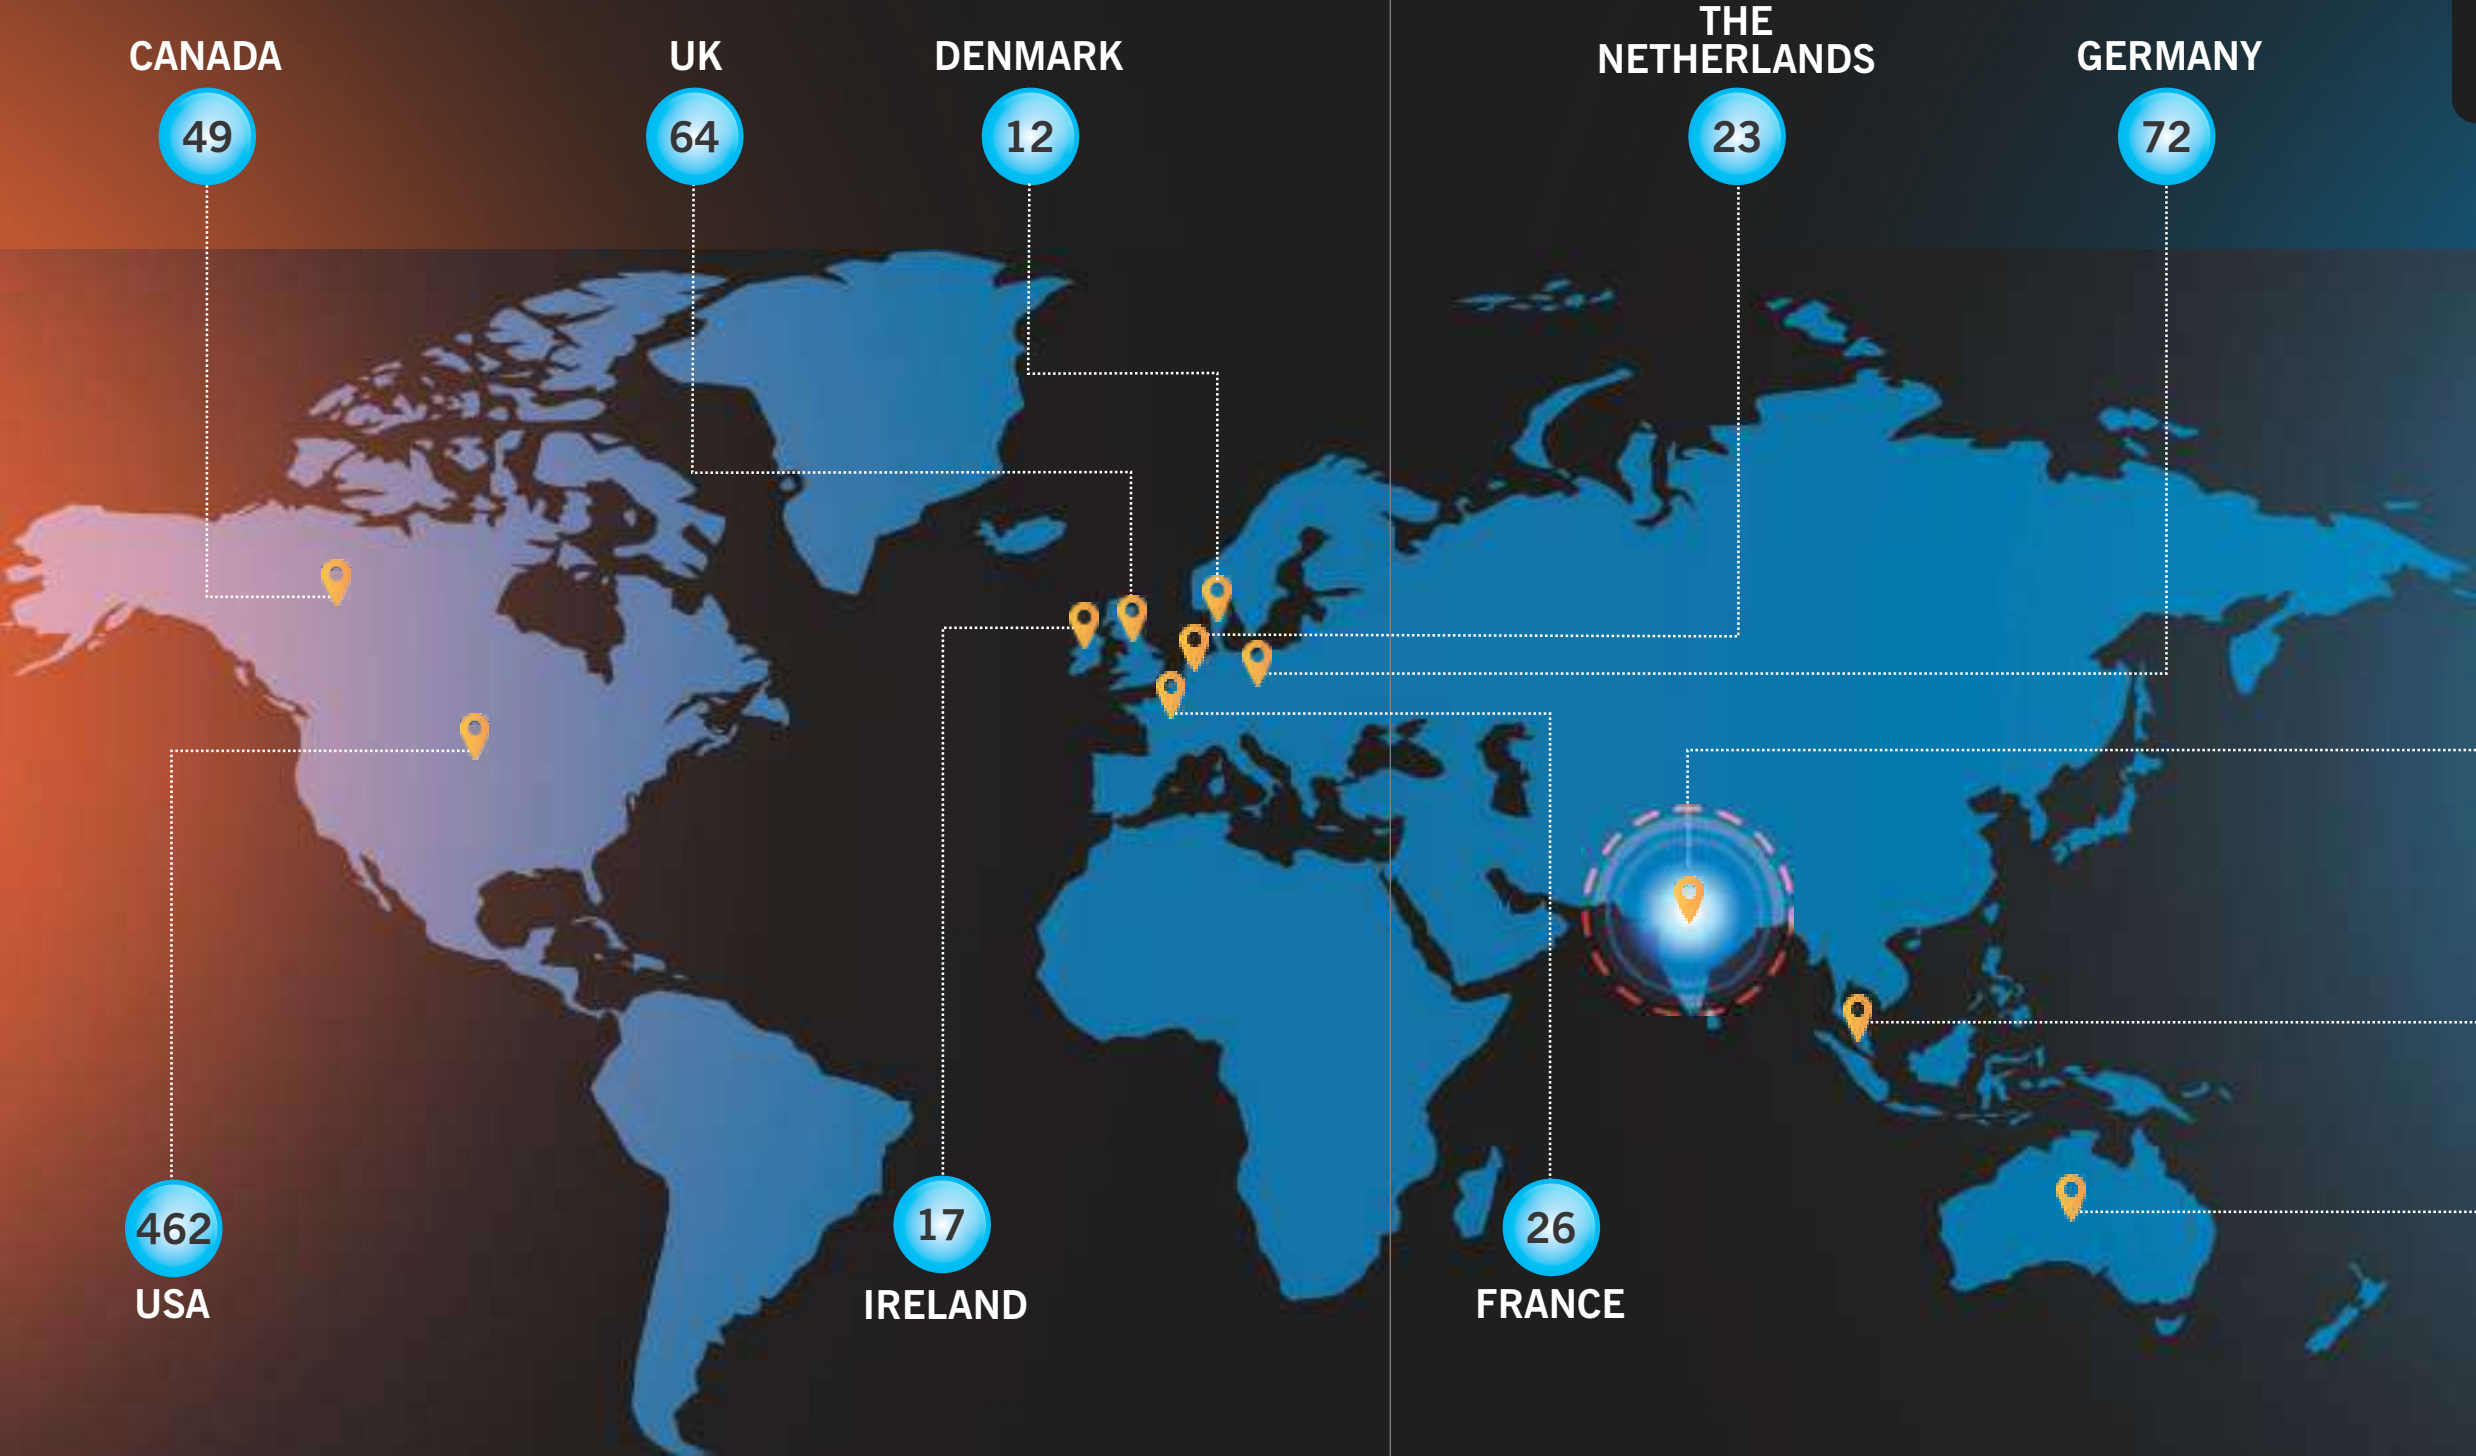 CANADA
49
UK
64
DENMARK
12
THE
NETHERLANDS
23
GERMANY
72
462
USA
17
IRELAND
26
FRANCE